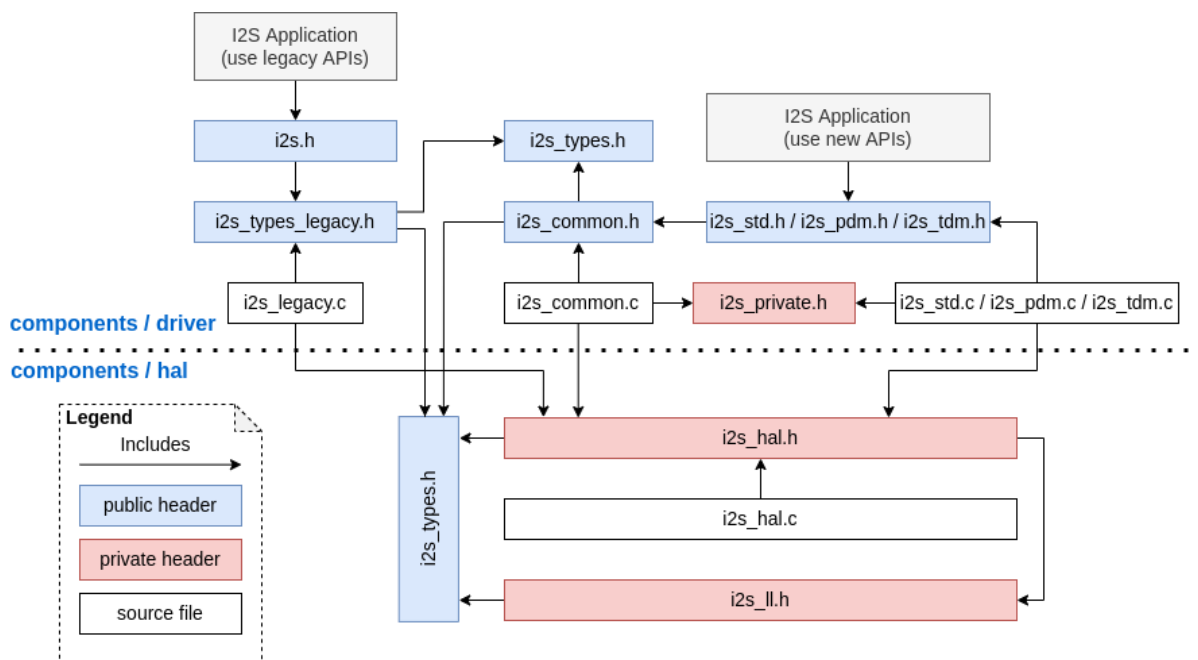 I2S Application
(use legacy APIs)
i2s.h
i2s_types.h
I2S Application
(use new APIs)
i2s_types_legacy.h
i2s_common.h
i2s_std.h / i2s_pdm.h / i2s_tdm.h
i2s_legacy.c
i2s_common.c
i2s_private.h
i2s_std.c / i2s_pdm.c / i2s_tdm.c
components / driver
components / hal
Legend
Includes
public header
private header
source file
i2s_types.h
i2s_hal.h
i2s_hal.c
i2s_ll.h